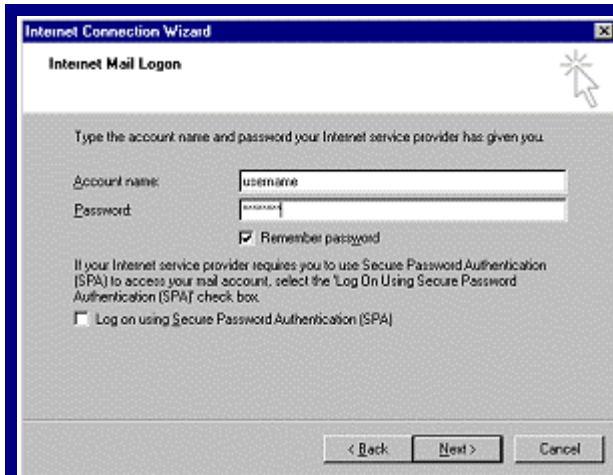 Internet Connection Wizard
Internet Mail Logon
Type the account name and password your Internet service provider has given you.
Account name:
username
Password:
********
Remember password
If your Internet service provider requires you to use Secure Password Authentication
(SPA) to access your mail account, select the 'Log On Using Secure Password
Authentication (SPA)' check box.
Log on using Secure Password Authentication (SPA)
< Back
Next >
Cancel